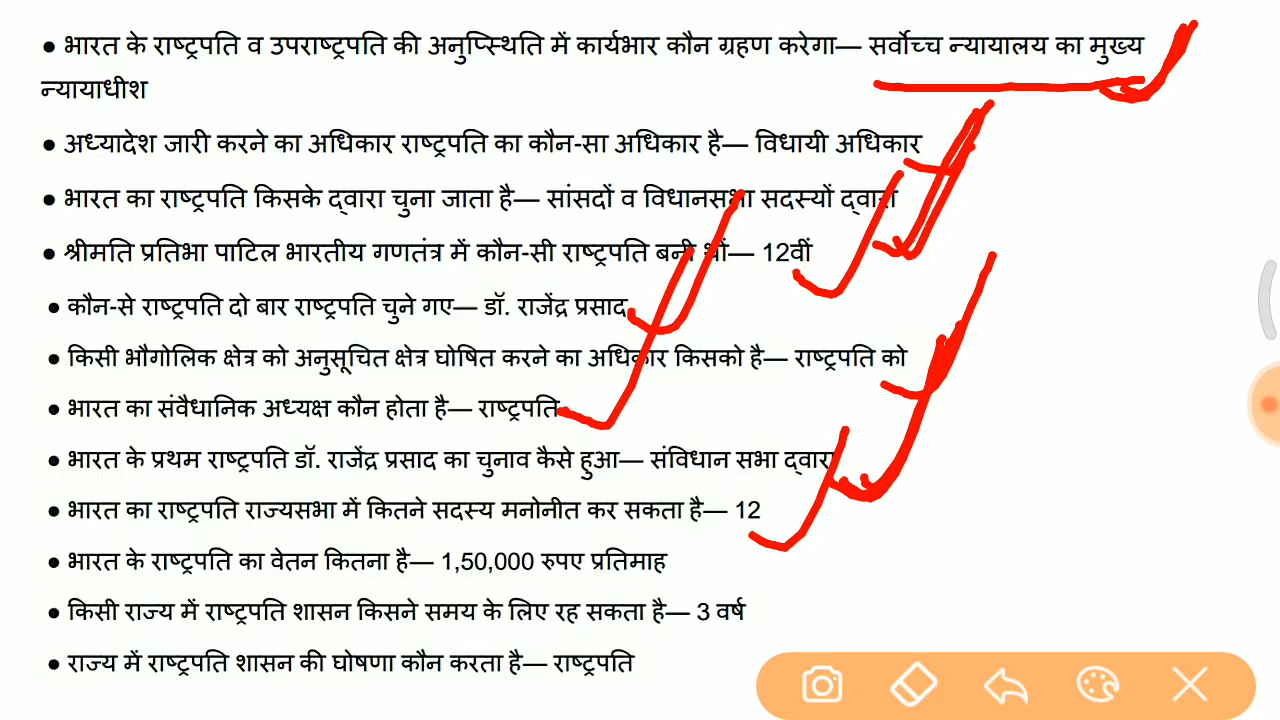 ● भारत के राष्ट्रपति व उपराष्ट्रपति की अनुप्स्थिति में कार्यभार कौन ग्रहण करेगा— सर्वोच्च न्यायालय का मुख्य
न्यायाधीश
● अध्यादेश जारी करने का अधिकार राष्ट्रपति का कौन-सा अधिकार है— विधायी अधिकार
● भारत का राष्ट्रपति किसके द्वारा चुना जाता है— सांसदों व विधानसभा सदस्यों द्वारा
● श्रीमति प्रतिभा पाटिल भारतीय गणतंत्र में कौन-सी राष्ट्रपति बनी थीं— 12वीं
● कौन-से राष्ट्रपति दो बार राष्ट्रपति चुने गए— डॉ. राजेंद्र प्रसाद
● किसी भौगोलिक क्षेत्र को अनुसूचित क्षेत्र घोषित करने का अधिकार किसको है— राष्ट्रपति को
● भारत का संवैधानिक अध्यक्ष कौन होता है— राष्ट्रपति
● भारत के प्रथम राष्ट्रपति डॉ. राजेंद्र प्रसाद का चुनाव कैसे हुआ— संविधान सभा द्वारा
● भारत का राष्ट्रपति राज्यसभा में कितने सदस्य मनोनीत कर सकता है— 12
● भारत के राष्ट्रपति का वेतन कितना है— 1,50,000 रुपए प्रतिमाह
● किसी राज्य में राष्ट्रपति शासन किसने समय के लिए रह सकता है— 3 वर्ष
● राज्य में राष्ट्रपति शासन की घोषणा कौन करता है— राष्ट्रपति